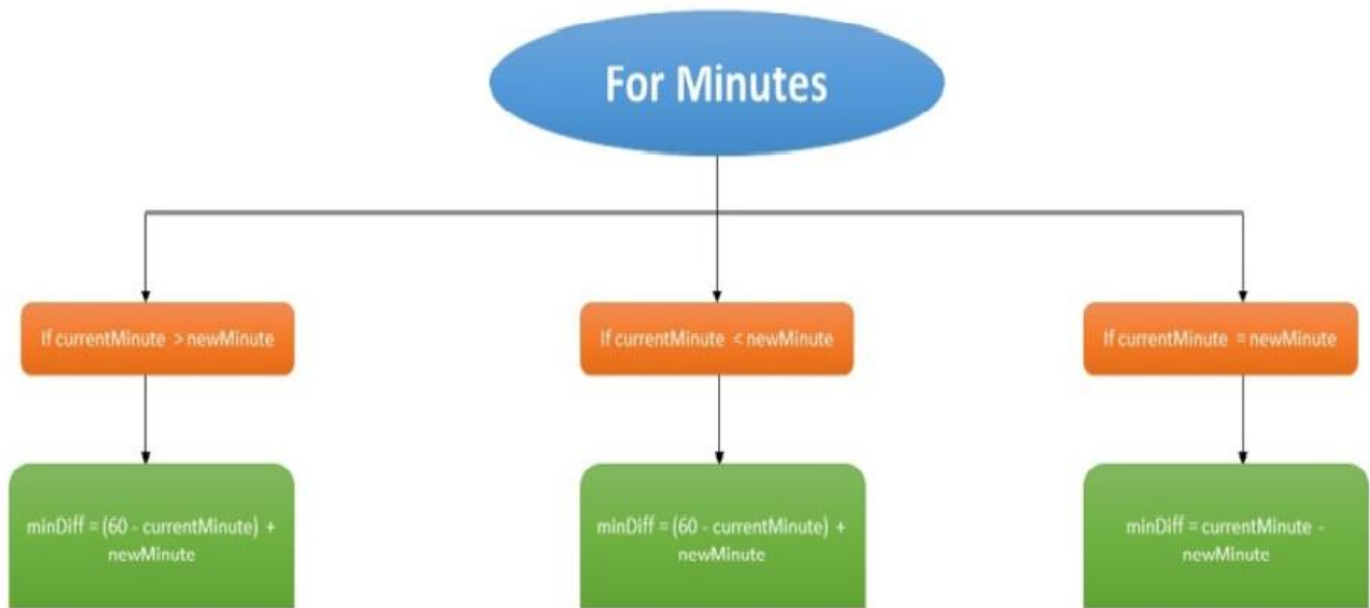 For Minutes
If currentMinute > newMinute
If currentMinute < newMinute
If currentMinute = newMinute
minDiff = (60 - currentMinute) +
newMinute
minDiff = (60 - currentMinute) +
newMinute
minDiff = currentMinute -
newMinute